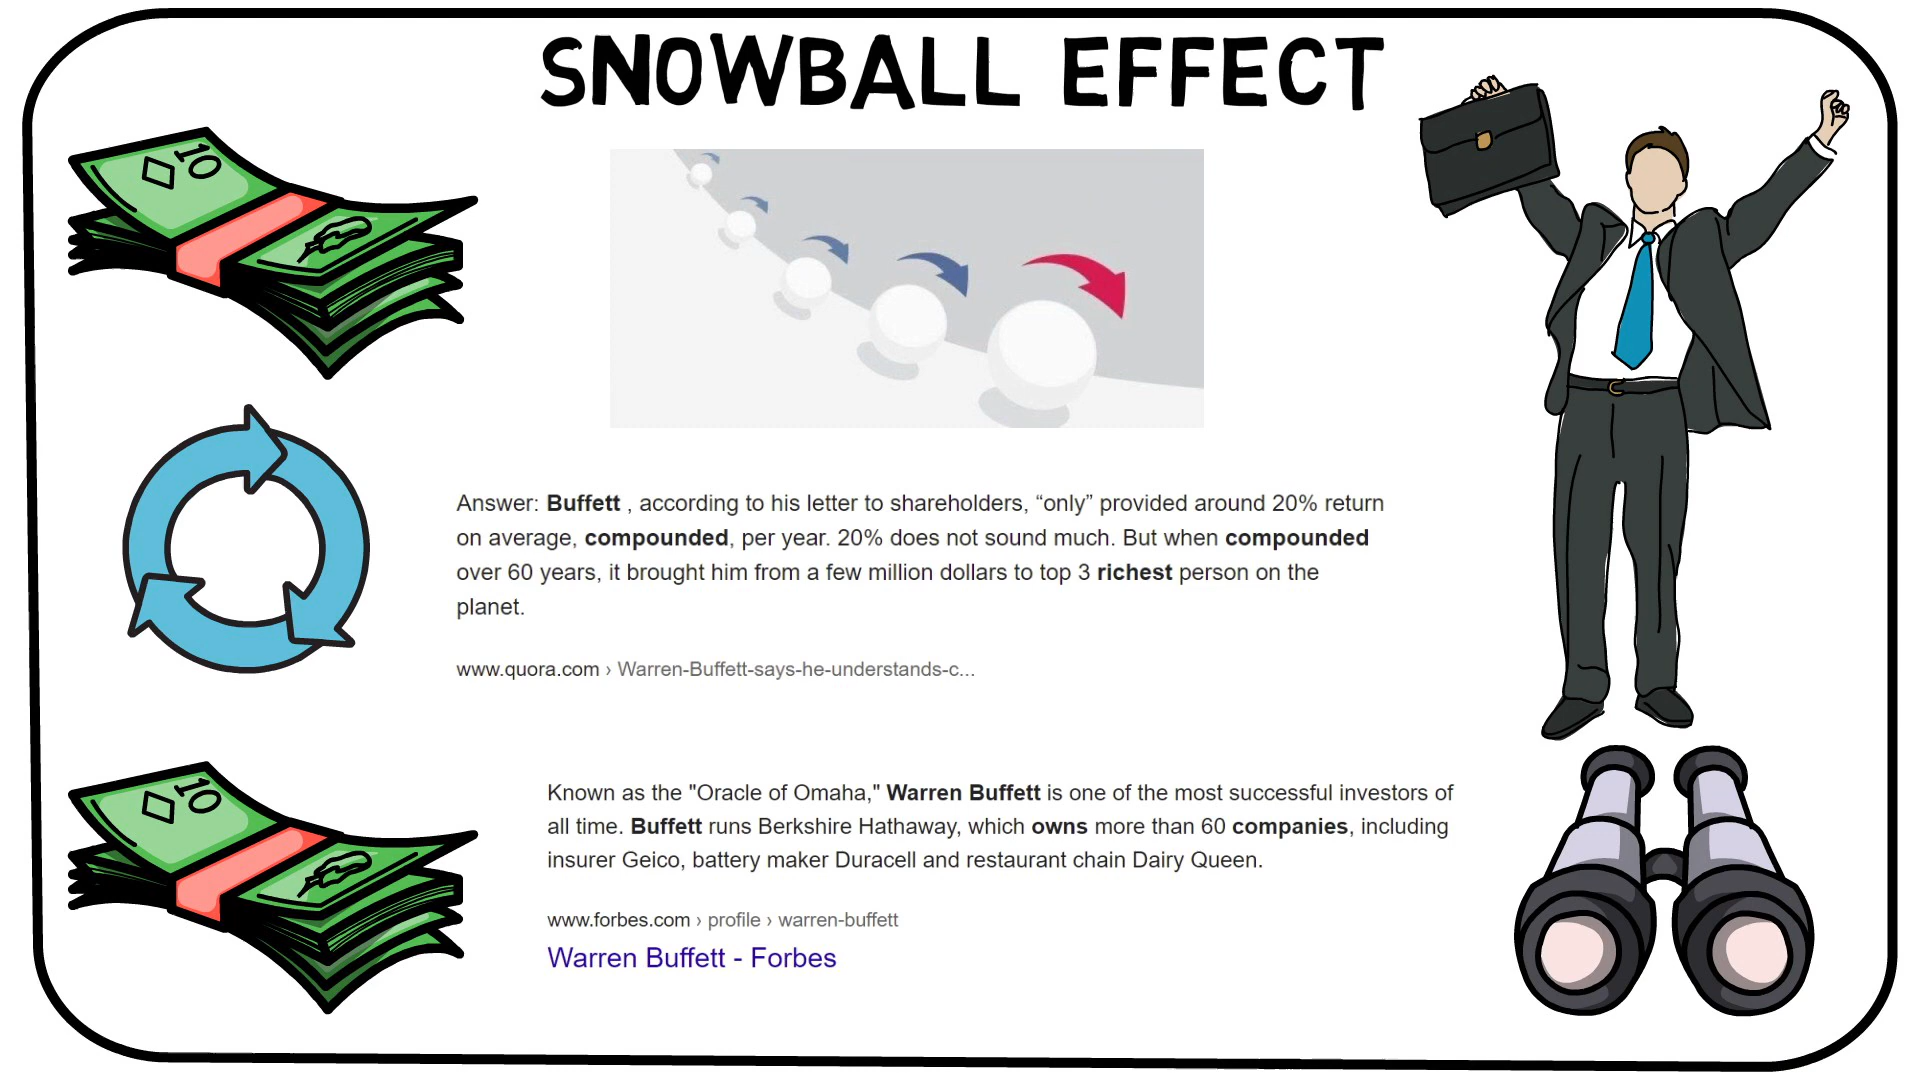 SNOWBALL EFFECT
10
Answer: Buffett , according to his letter to shareholders, “only” provided around 20% return
on average, compounded, per year. 20% does not sound much. But when compounded
over 60 years, it brought him from a few million dollars to top 3 richest person on the
planet.
www.quora.com › Warren-Buffett-says-he-understands-c...
10
Known as the "Oracle of Omaha," Warren Buffett is one of the most successful investors of
all time. Buffett runs Berkshire Hathaway, which owns more than 60 companies, including
insurer Geico, battery maker Duracell and restaurant chain Dairy Queen.
www.forbes.com › profile › warren-buffett
Warren Buffett - Forbes